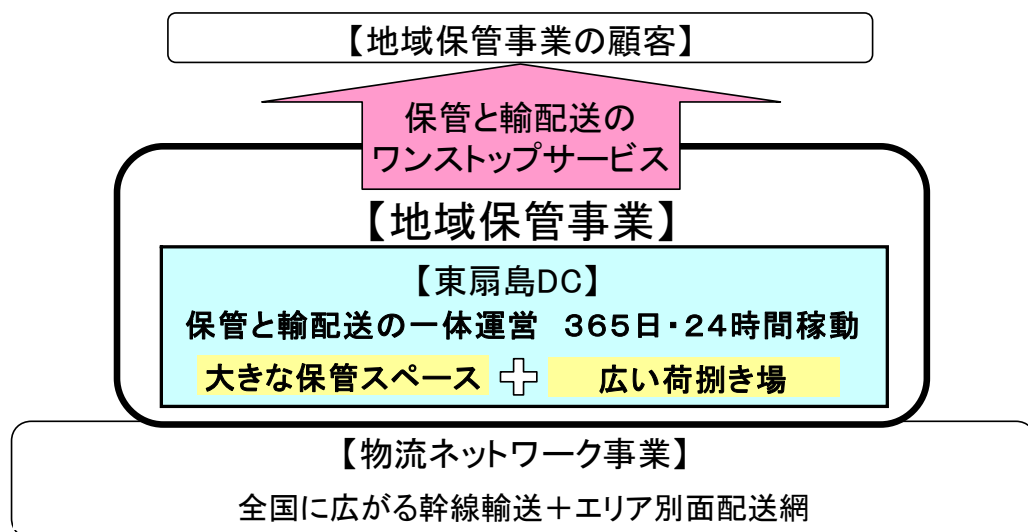 【地域保管事業の顧客】
保管と輸配送の
ワンストップサービス
【地域保管事業】
【東扇島DC】
保管と輸配送の一体運営　365日・24時間稼動
大きな保管スペース　広い荷捌き場
【物流ネットワーク事業】
全国に広がる幹線輸送＋エリア別面配送網